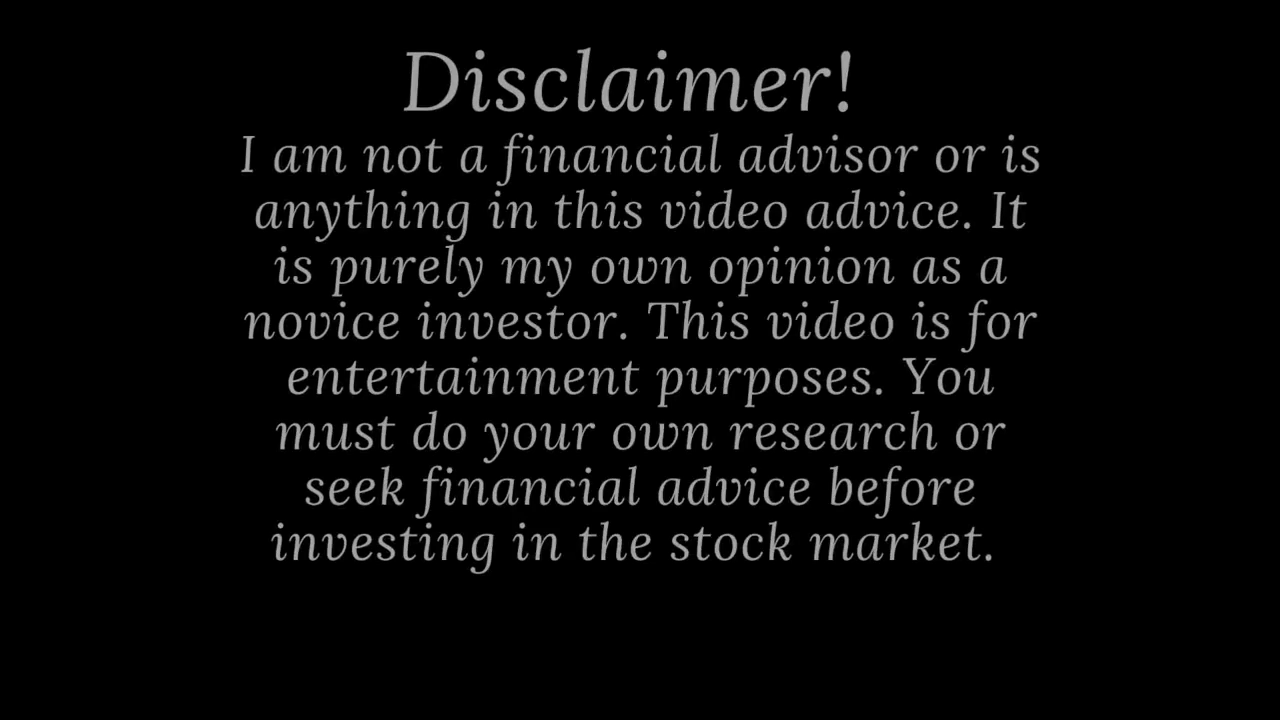 Disclaimer!
I am not a financial advisor or is
anything in this video advice. It
is purely my own opinion as a
novice investor. This video is for
entertainment purposes. You
must do your own research or
seek financial advice before
investing in the stock market.